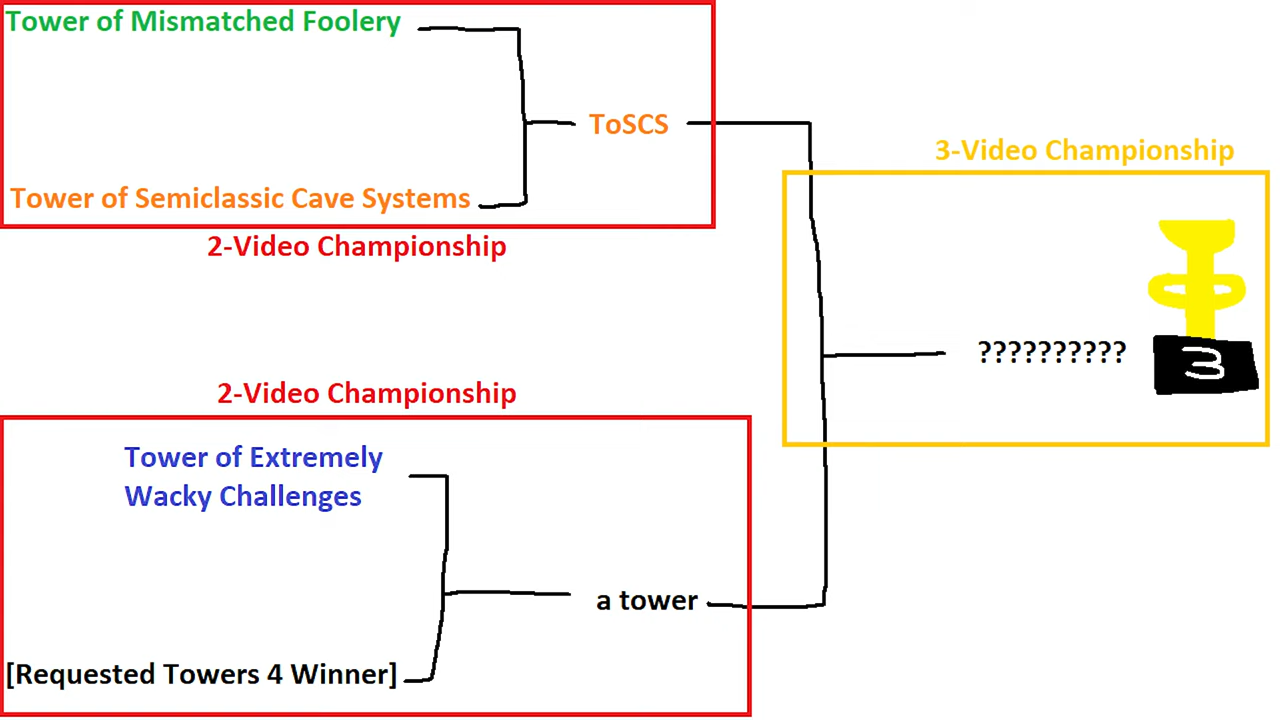 Tower of Mismatched Foolery
ToSCS
Tower of Semiclassic Cave Systems
2-Video Championship
3-Video Championship
??????????
3
2-Video Championship
Tower of Extremely
Wacky Challenges
a tower
[Requested Towers 4 Winner]